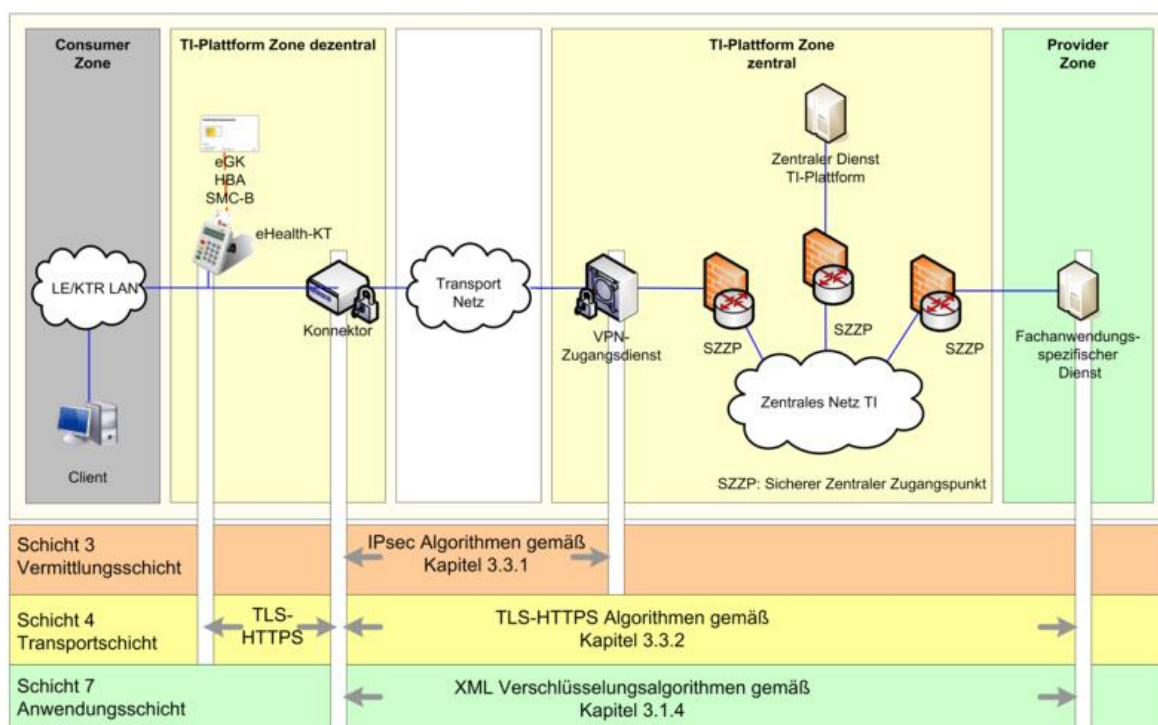 Consumer
Zone
TI-Plattform Zone dezentral
TI-Plattform Zone
zentral
Provider
Zone
eGK
HBA
SMC-B
eHealth-KT
LE/KTR LAN
Konnektor
Transport
Netz
VPN-
Zugangsdienst
Zentraler Dienst
TI-Plattform
SZZP
SZZP
SZZP
Fachanwendungs-
spezifischer
Dienst
Zentrales Netz TI
Client
SZZP: Sicherer Zentraler Zugangspunkt
Schicht 3
Vermittlungsschicht
IPsec Algorithmen gemäß
Kapitel 3.3.1
Schicht 4
Transportschicht
TLS-
HTTPS
TLS-HTTPS Algorithmen gemäß
Kapitel 3.3.2
Schicht 7
Anwendungsschicht
XML Verschlüsselungsalgorithmen gemäß
Kapitel 3.1.4